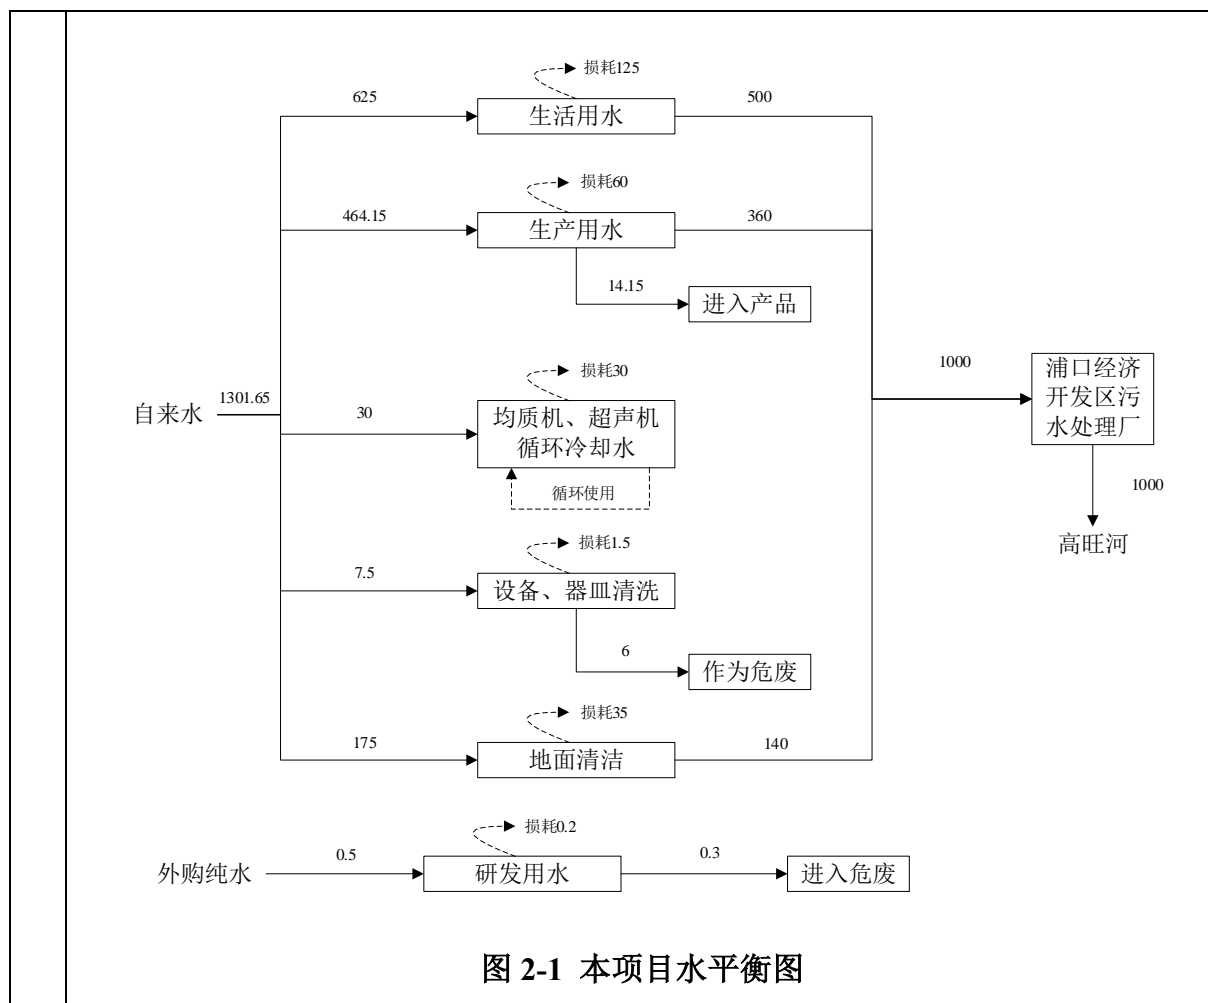 损耗125
625
生活用水
500
损耗60
464.15
生产用水
360
14.15
进入产品
损耗30
自来水
1301.65
30
均质机、超声机
循环冷却水
循环使用
1000
浦口经济
开发区污
水处理厂
1000
高旺河
损耗1.5
7.5
设备、器皿清洗
6
作为危废
损耗35
175
地面清洁
140
损耗0.2
外购纯水
0.5
研发用水
0.3
进入危废
图 2-1 本项目水平衡图